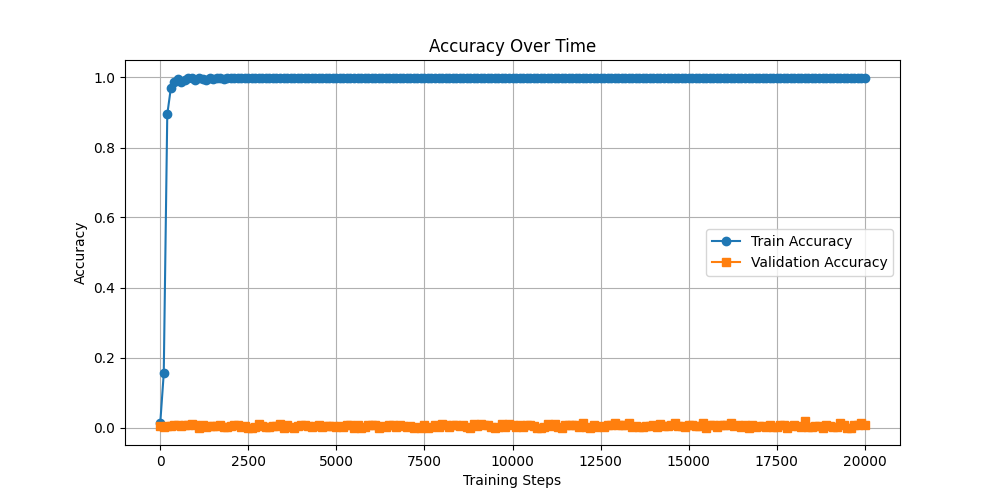 Accuracy Over Time
Accuracy
1.0
0.8
0.6
0.4
0.2
0.0
Train Accuracy
Validation Accuracy
0 2500 5000 7500 10000 12500 15000 17500 20000
Training Steps